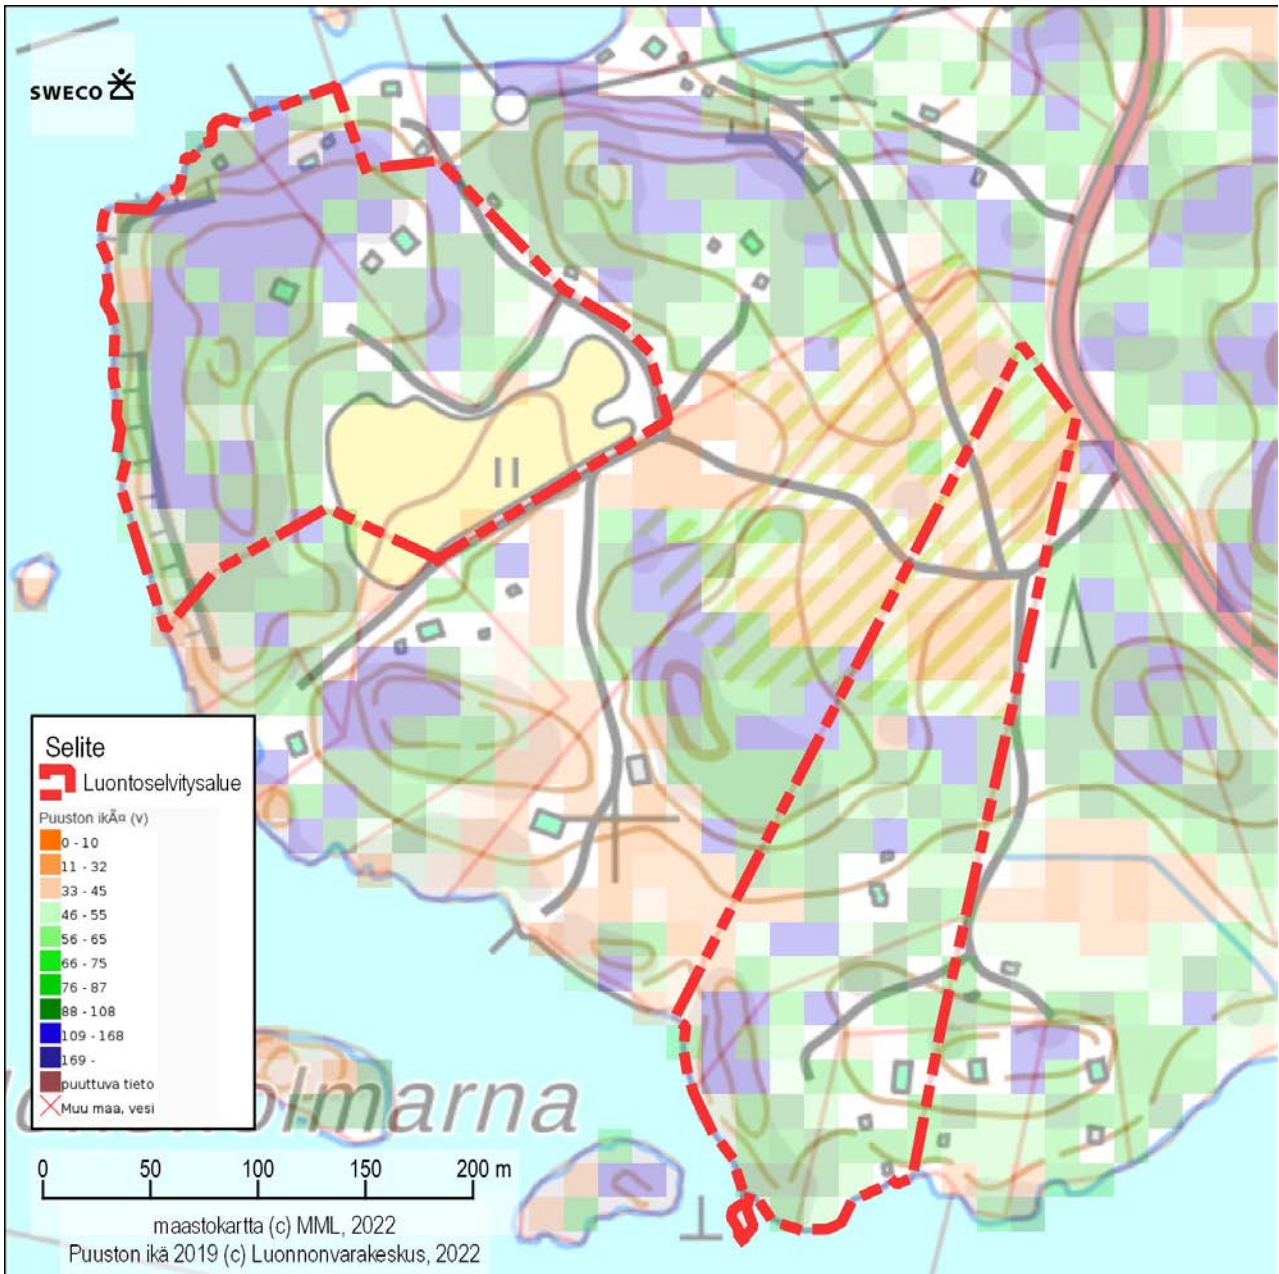 SWECO
Selite
Luontoselvitysalue
Puuston ikÃ¤ (v)
0 - 10
11 - 32
33 - 45
46 - 55
56 - 65
66 - 75
76 - 87
88 - 108
109 - 168
169 -
puuttuva tieto
Muu maa, vesi
holmarna
0 50 100 150 200 m
maastokartta (c) MML, 2022
Puuston ikä 2019 (c) Luonnonvarakeskus, 2022